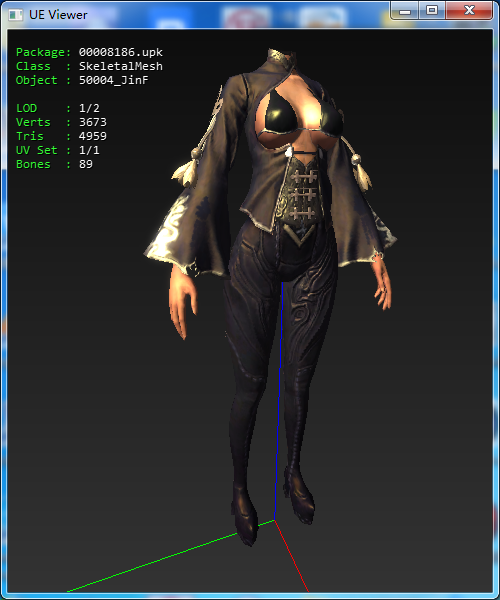 UE Viewer
Package: 00008186.upk
Class : SkeletalMesh
Object : 50004_JinF
LOD : 1/2
Verts : 3673
Tris : 4959
UV Set : 1/1
Bones : 89